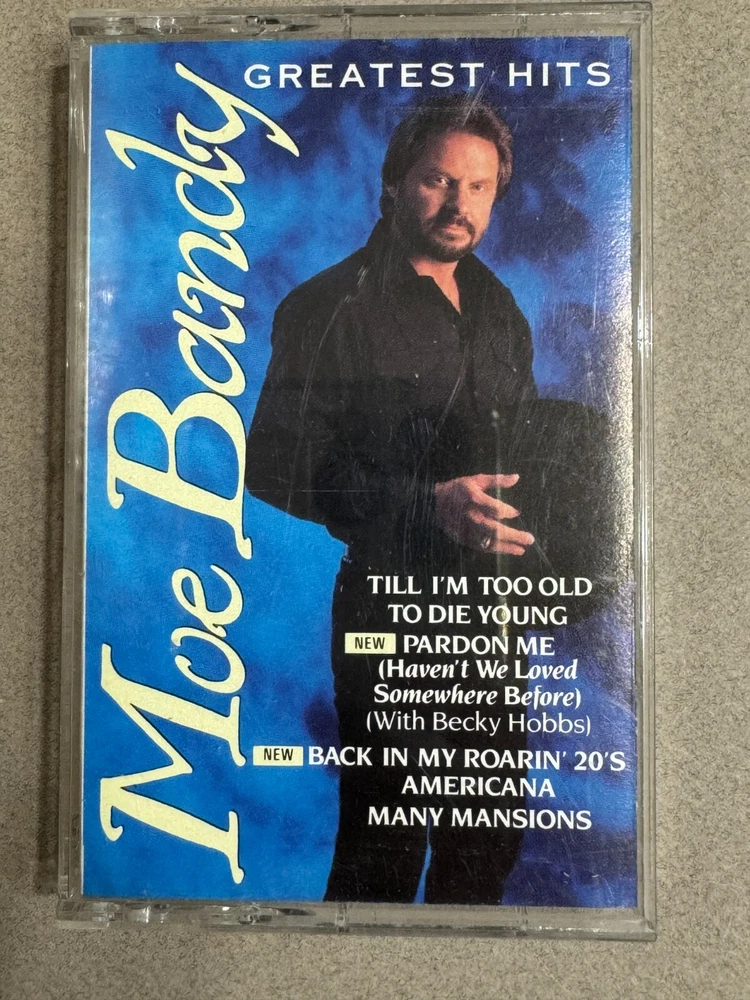 GREATEST HITS
Moe Bandy
TILL I'M TOO OLD
TO DIE YOUNG
NEW PARDON ME
(Haven't We Loved
Somewhere Before)
(With Becky Hobbs)
NEW BACK IN MY ROARIN' 20'S
AMERICANA
MANY MANSIONS